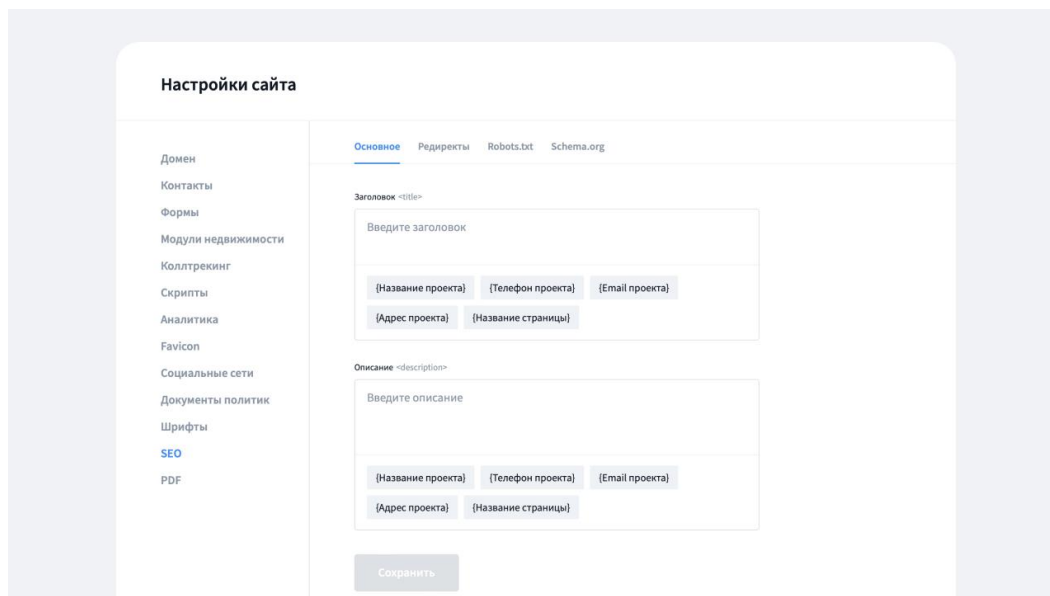 Настройки сайта
Домен
Контакты
Формы
Модули недвижимости
Коллтрекинг
Скрипты
Аналитика
Favicon
Социальные сети
Документы политик
Шрифты
SEO
PDF
Основное Редиректы Robots.txt Schema.org
Заголовок <title>
Введите заголовок
{Название проекта} {Телефон проекта} {Email проекта}
{Адрес проекта} {Название страницы}
Описание <description>
Введите описание
{Название проекта} {Телефон проекта} {Email проекта}
{Адрес проекта} {Название страницы}
Сохранить